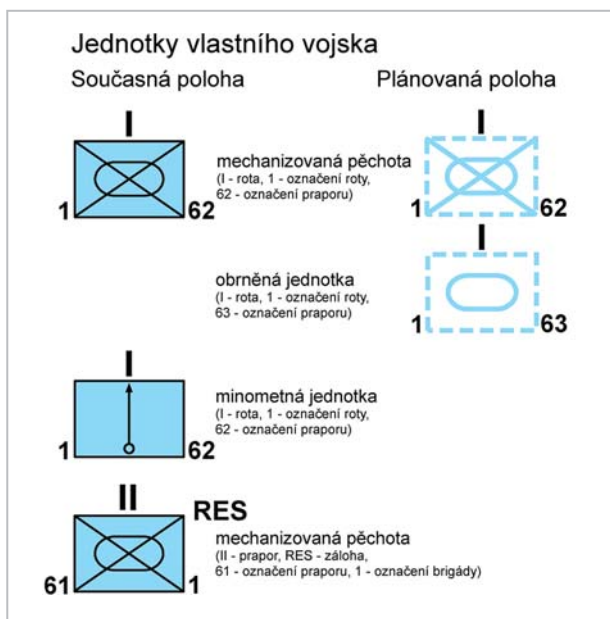 Jednotky vlastního vojska
Současná poloha
Plánovaná poloha
I
1
62
mechanizovaná pěchota
(I - rota, 1 - označení roty,
62 - označení praporu)
I
1
62
obrněná jednotka
(I - rota, 1 - označení roty,
63 - označení praporu)
I
1
63
I
1
62
minometná jednotka
(I - rota, 1 - označení roty,
62 - označení praporu)
II
RES
61
1
mechanizovaná pěchota
(II - prapor, RES - záloha,
61 - označení praporu, 1 - označení brigády)